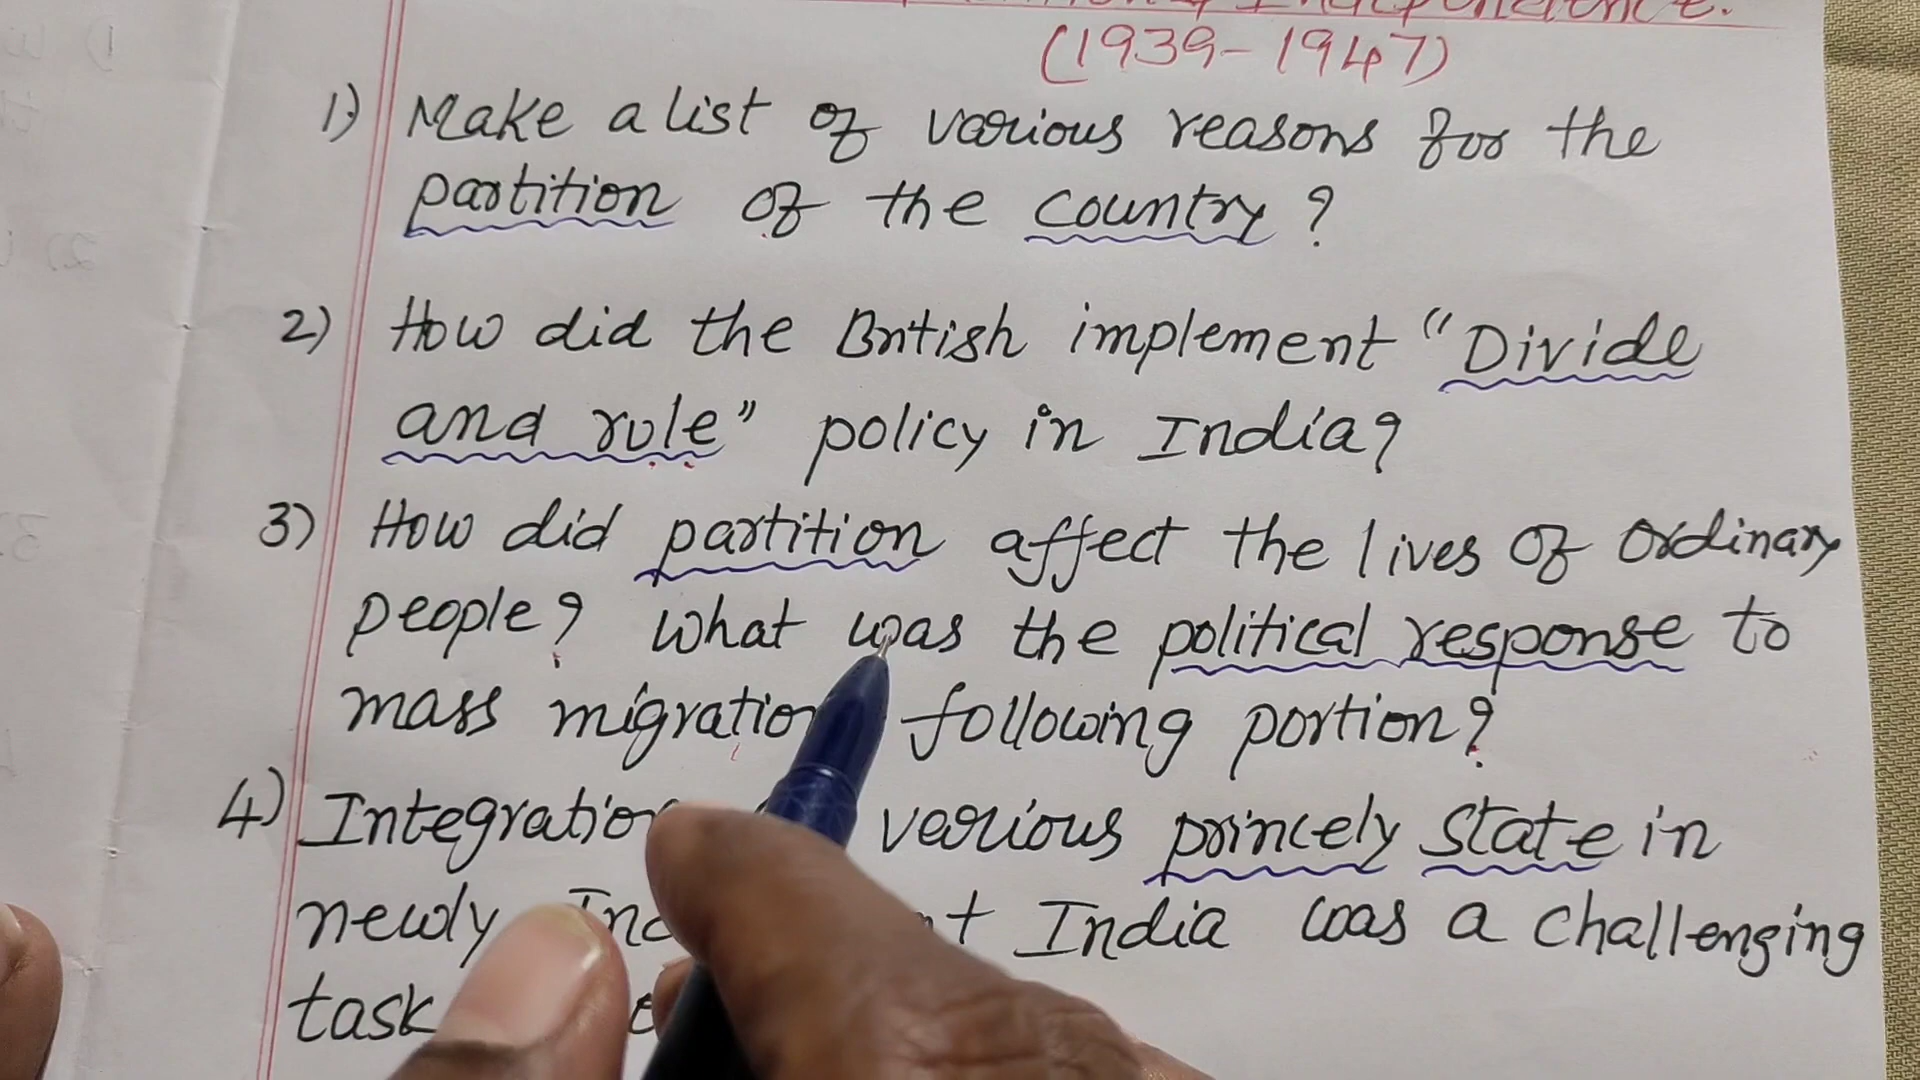 Independence.
(1939-1947)
1) Make a list of various reasons for the
partition of the country?
2) How did the British implement "Divide
and rule" policy in India?
3) How did partition affect the lives of ordinary
people? What was the political response to
mass migration following portion?
4) Integration various princely state in
newly India was a challenging
task